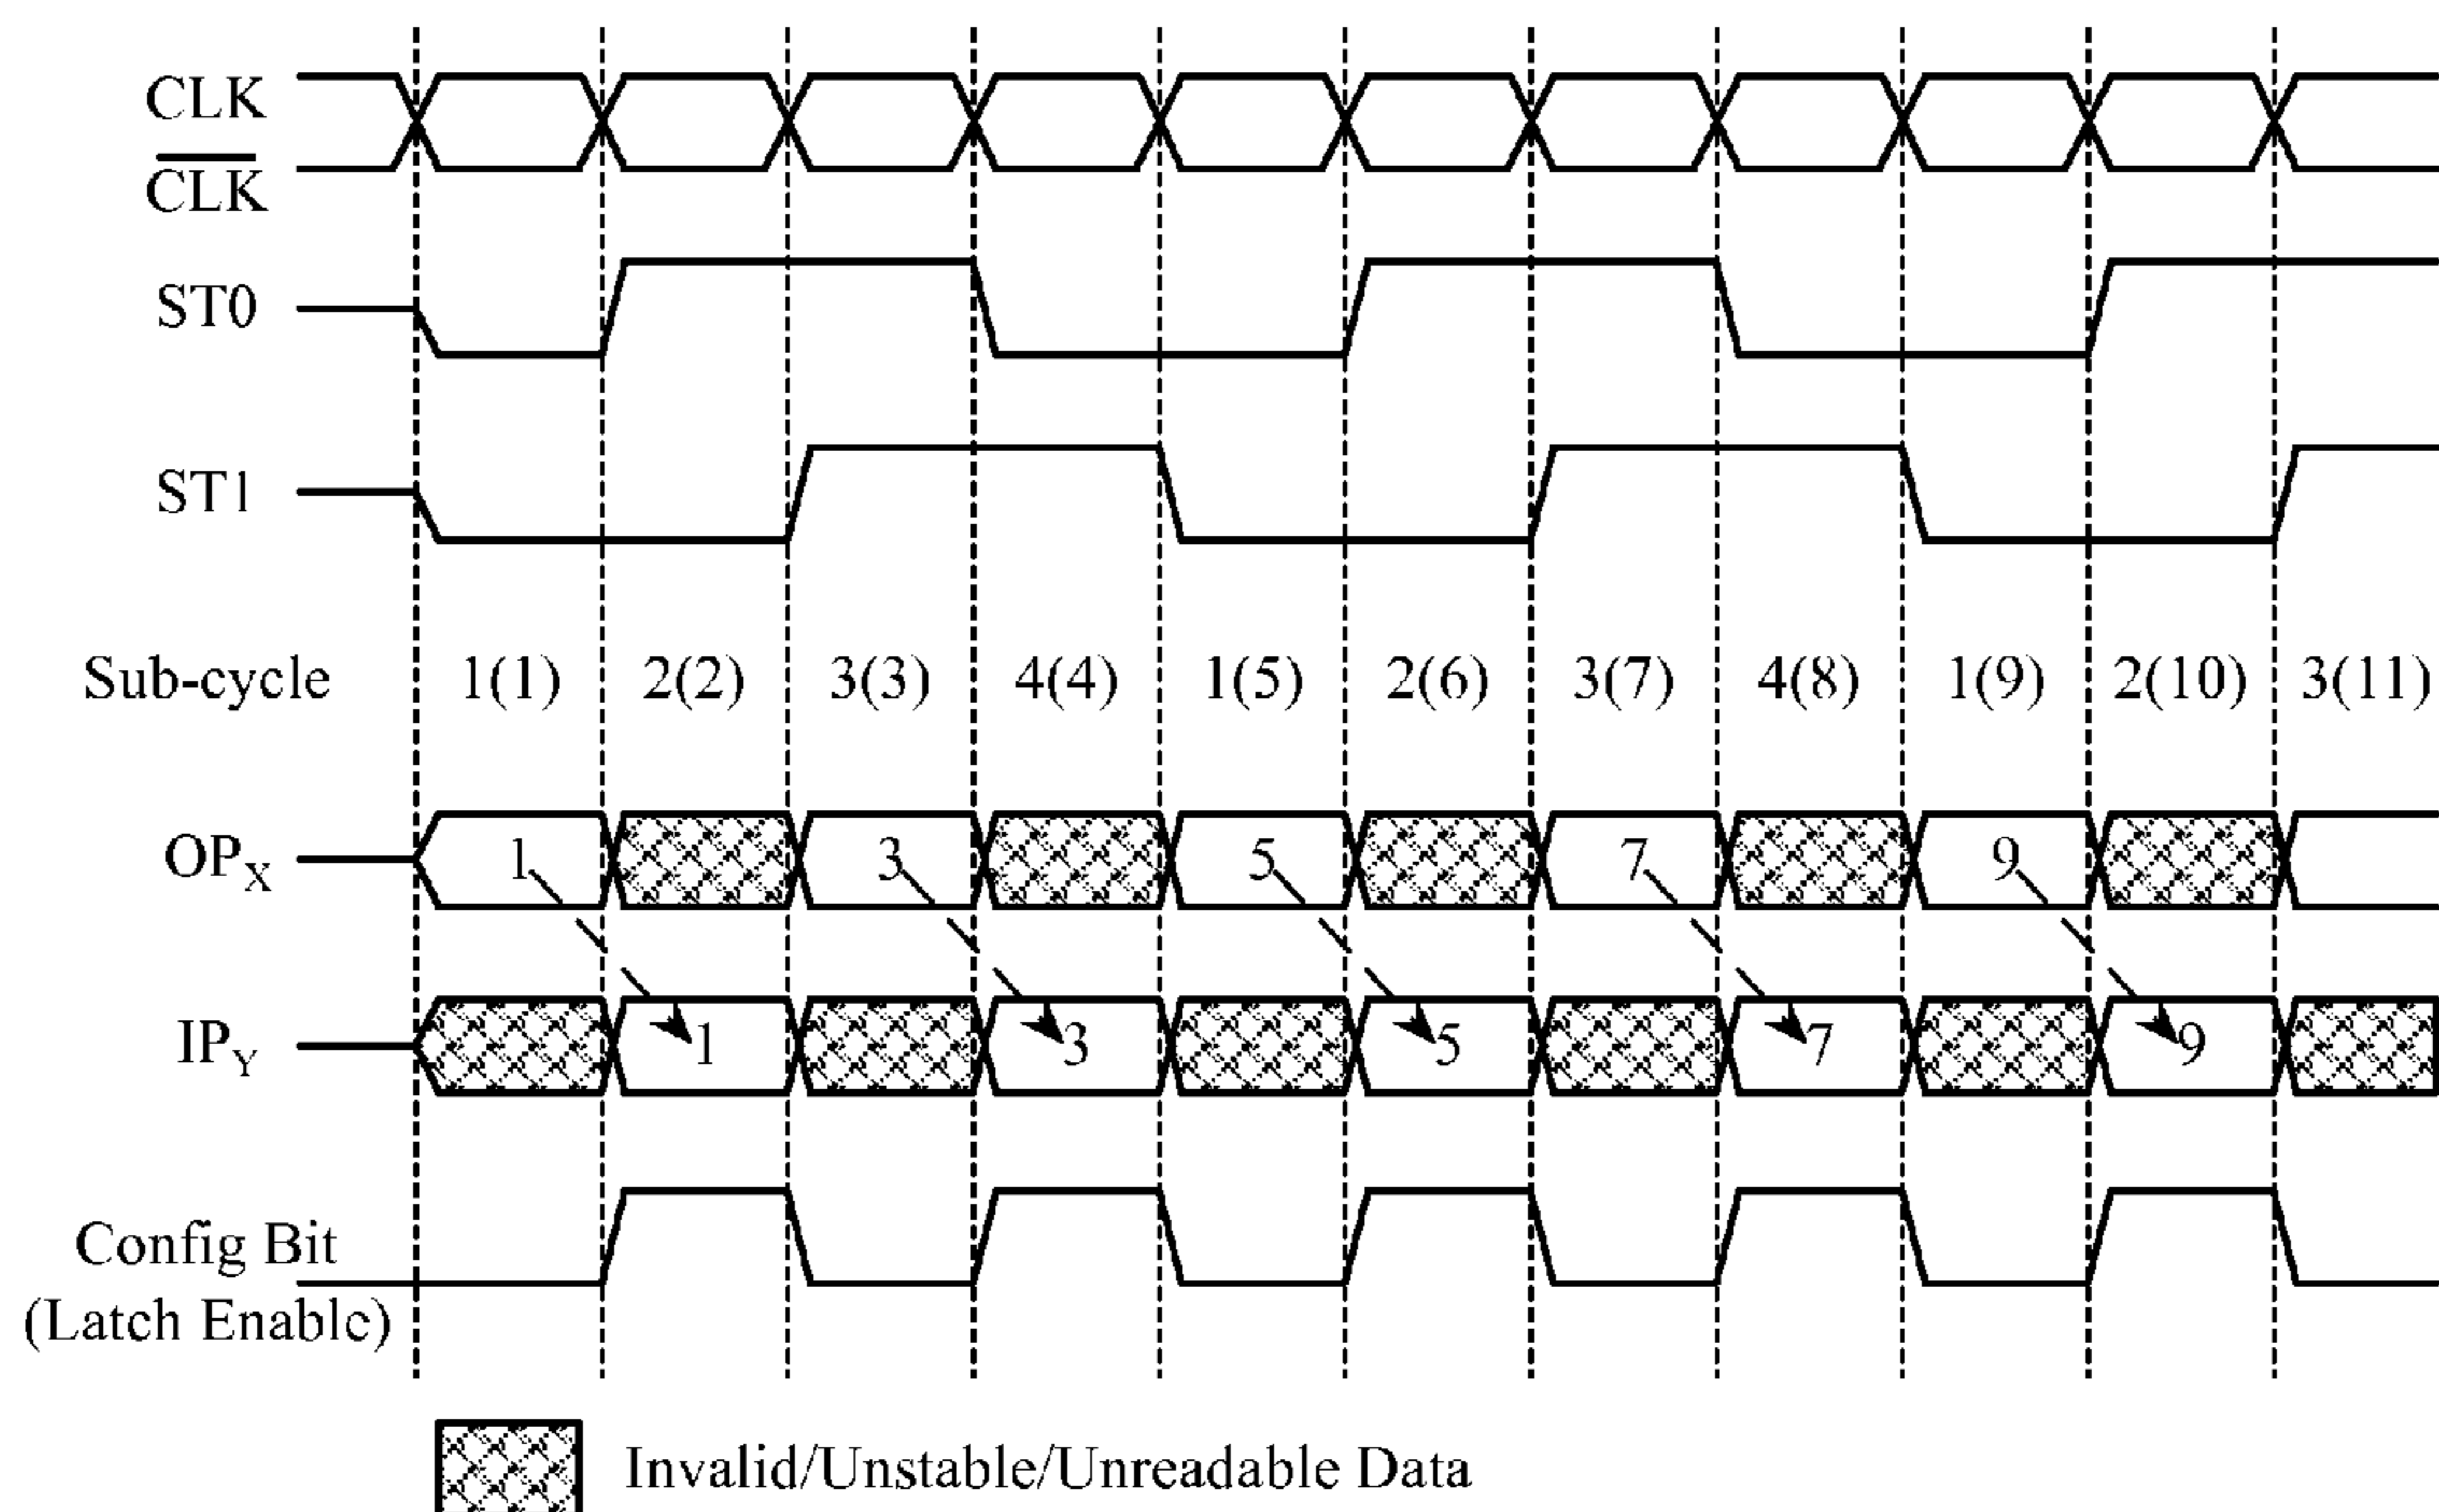 CLK
CLK
ST0
ST1
Sub-cycle 1(1) 2(2) 3(3) 4(4) 1(5) 2(6) 3(7) 4(8) 1(9) 2(10) 3(11)
OPX 1 3 5 7 9
IPY 1 3 5 7 9
Config Bit
(Latch Enable)
Invalid/Unstable/Unreadable Data